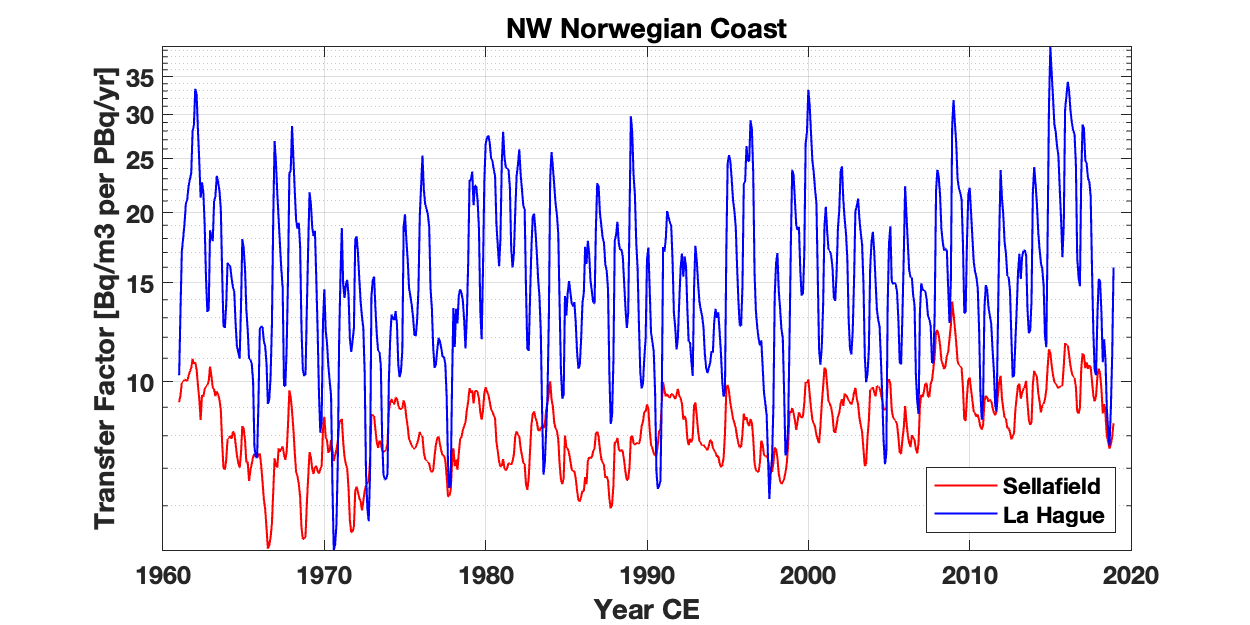 NW Norwegian Coast
Transfer Factor [Bq/m3 per PBq/yr]
35
30
25
20
15
10
Sellafield
La Hague
1960 1970 1980 1990 2000 2010 2020
Year CE